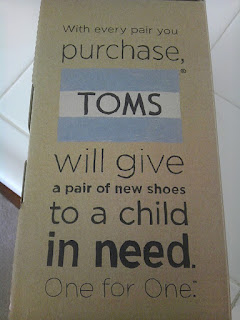 With every pair you
purchase,
®
TOMS
will give
a pair of new shoes
to a child
in need.
One for One.™